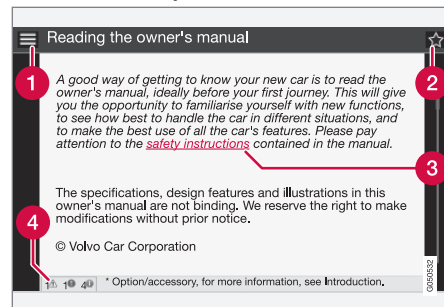 Reading the owner's manual
1
2
A good way of getting to know your new car is to read the
owner's manual, ideally before your first journey. This will give
you the opportunity to familiarise yourself with new functions,
to see how best to handle the car in different situations, and
to make the best use of all the car's features. Please pay
attention to the safety instructions contained in the manual.
3
The specifications, design features and illustrations in this
owner's manual are not binding. We reserve the right to make
modifications without prior notice.
4
© Volvo Car Corporation
1 1 4 * Option/accessory, for more information, see Introduction.
G050532